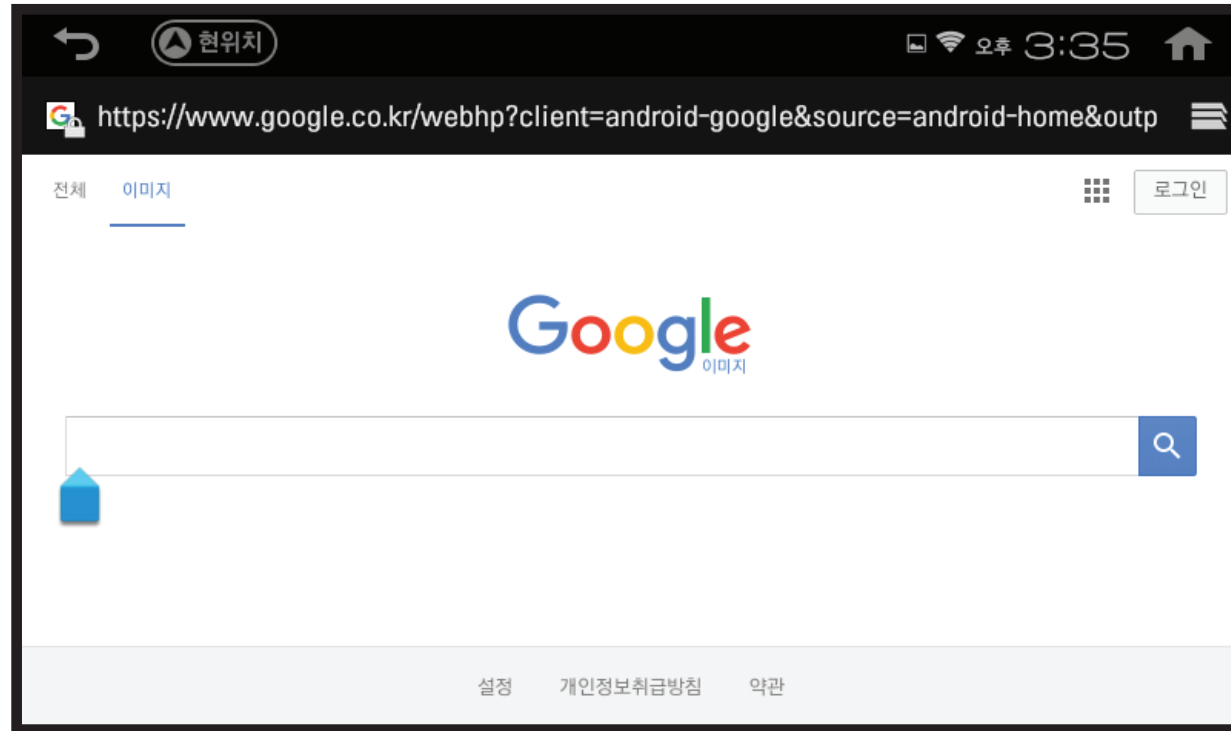 현위치 오후 3:35
https://www.google.co.kr/webhp?client=android-google&source=android-home&outp
전체 이미지 로그인
Google
이미지
설정 개인정보취급방침 약관